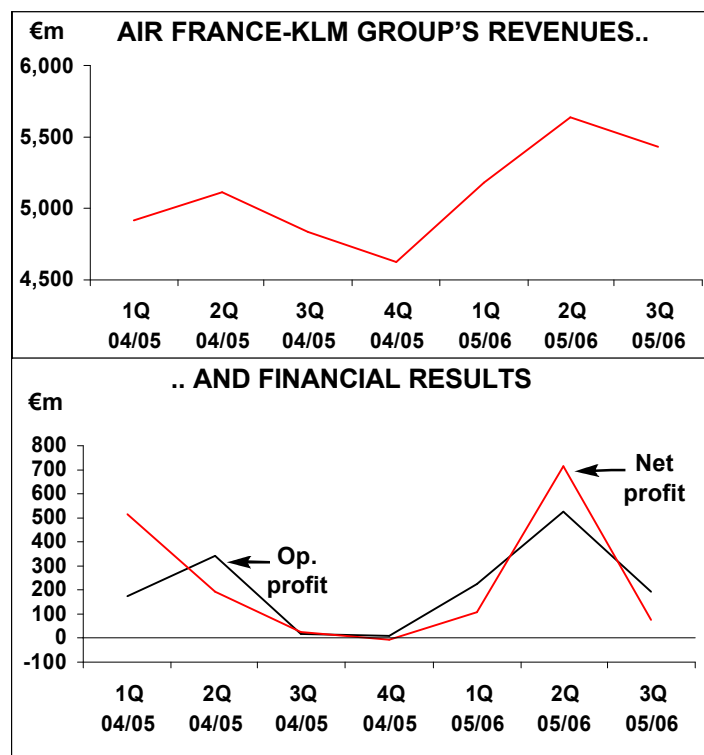 €m AIR FRANCE-KLM GROUP'S REVENUES..
6,000
5,500
5,000
4,500
1Q 2Q 3Q 4Q 1Q 2Q 3Q
04/05 04/05 04/05 04/05 05/06 05/06 05/06
.. AND FINANCIAL RESULTS
€m
800
700
600
500
400
300
200
100
0
-100
Net
profit
Op.
profit
1Q 2Q 3Q 4Q 1Q 2Q 3Q
04/05 04/05 04/05 04/05 05/06 05/06 05/06